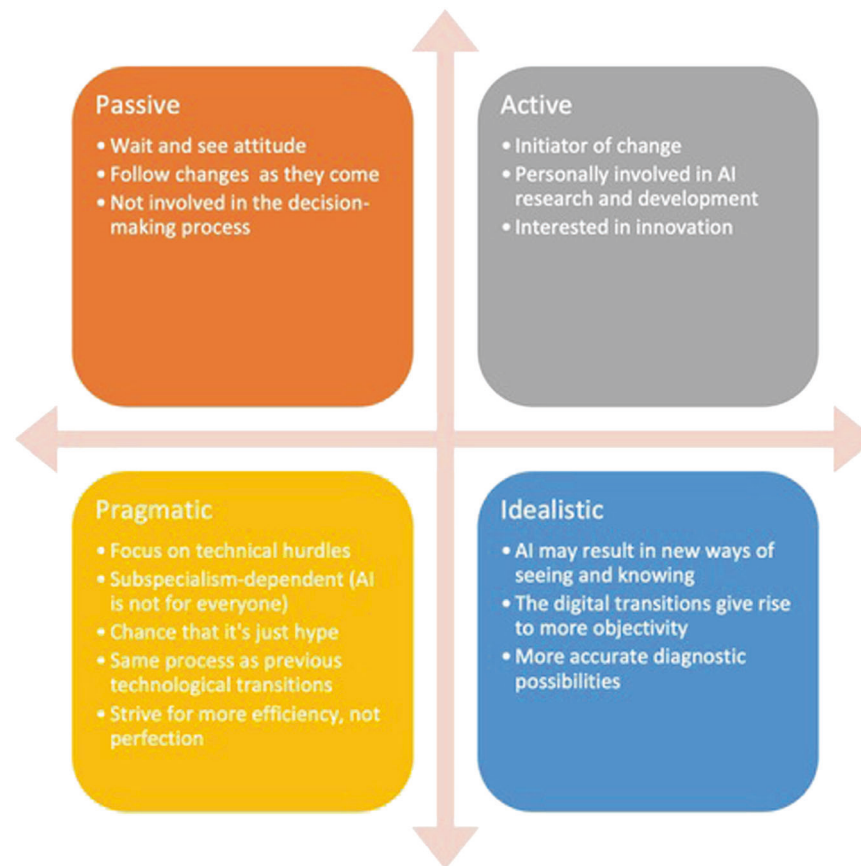 Passive
• Wait and see attitude
• Follow changes as they come
• Not involved in the decision-
making process
Active
• Initiator of change
• Personally involved in AI
research and development
• Interested in innovation
Pragmatic
• Focus on technical hurdles
• Subspecialism-dependent (AI
is not for everyone)
• Chance that it's just hype
• Same process as previous
technological transitions
• Strive for more efficiency, not
perfection
Idealistic
• AI may result in new ways of
seeing and knowing
• The digital transitions give rise
to more objectivity
• More accurate diagnostic
possibilities